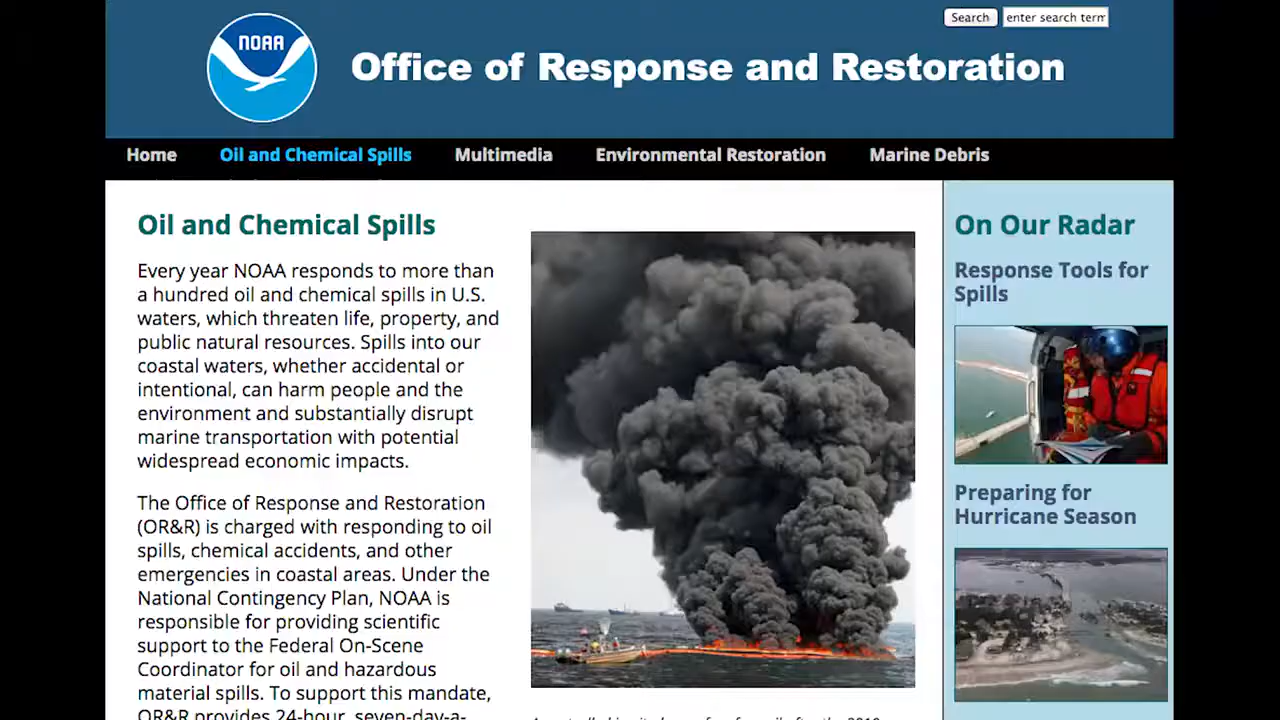 Search
enter search term
NOAA
Office of Response and Restoration
Home
Oil and Chemical Spills
Multimedia
Environmental Restoration
Marine Debris
Oil and Chemical Spills
Every year NOAA responds to more than
a hundred oil and chemical spills in U.S.
waters, which threaten life, property, and
public natural resources. Spills into our
coastal waters, whether accidental or
intentional, can harm people and the
environment and substantially disrupt
marine transportation with potential
widespread economic impacts.
The Office of Response and Restoration
(OR&R) is charged with responding to oil
spills, chemical accidents, and other
emergencies in coastal areas. Under the
National Contingency Plan, NOAA is
responsible for providing scientific
support to the Federal On-Scene
Coordinator for oil and hazardous
material spills. To support this mandate,
OR&R provides 24-hour, seven-day-a-
On Our Radar
Response Tools for
Spills
Preparing for
Hurricane Season